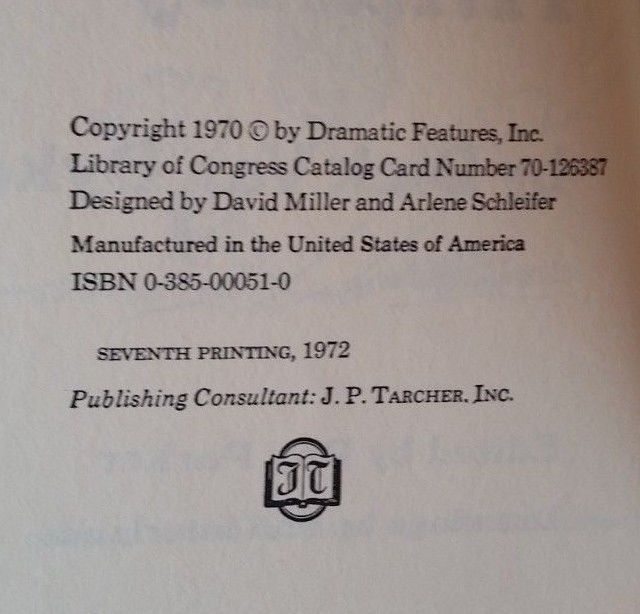 Copyright 1970 © by Dramatic Features, Inc.
Library of Congress Catalog Card Number 70-126387
Designed by David Miller and Arlene Schleifer
Manufactured in the United States of America
ISBN 0-385-00051-0
SEVENTH PRINTING, 1972
Publishing Consultant: J. P. TARCHER. INC.
JT